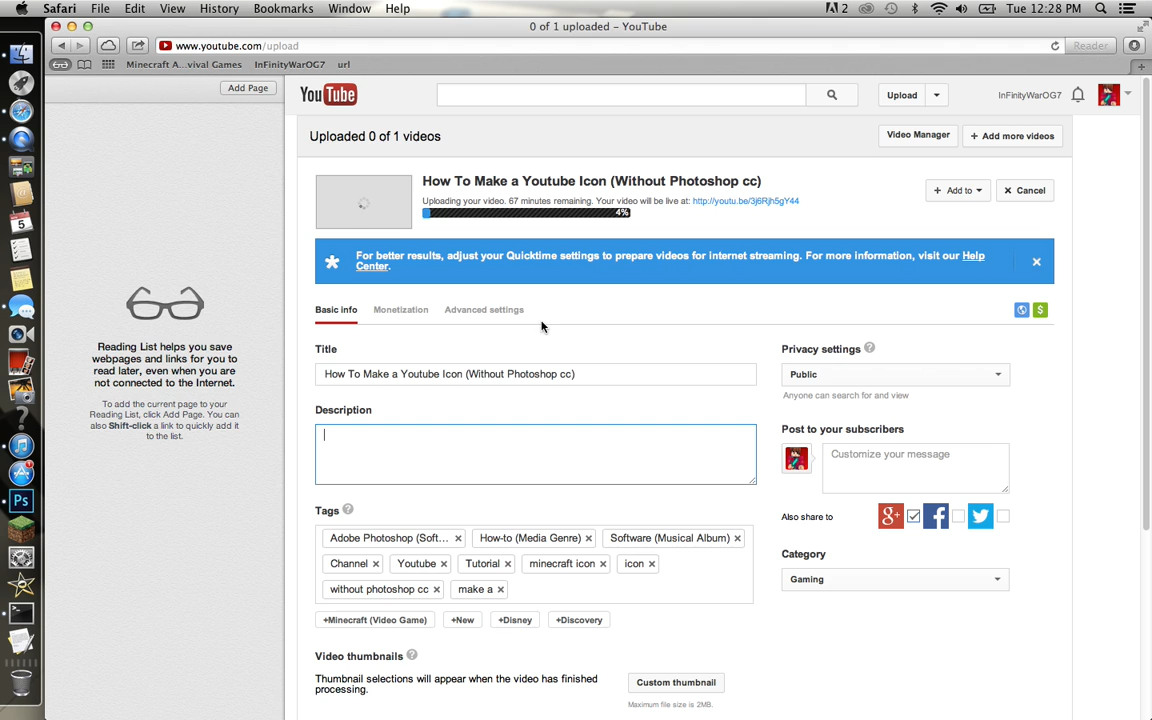 Safari File Edit View History Bookmarks Window Help 2 Tue 12:28 PM
0 of 1 uploaded – YouTube
www.youtube.com/upload Reader
Minecraft A...vival Games InFinityWarOG7 url
Add Page
YouTube Upload InFinityWarOG7
Uploaded 0 of 1 videos Video Manager + Add more videos
How To Make a Youtube Icon (Without Photoshop cc)
+ Add to × Cancel
Uploading your video. 67 minutes remaining. Your video will be live at: http://youtu.be/3j6Rjh5gY44
4%
For better results, adjust your Quicktime settings to prepare videos for internet streaming. For more information, visit our Help
Center.
Basic info Monetization Advanced settings $
Reading List helps you save
webpages and links for you to
read later, even when you are
not connected to the Internet.
To add the current page to your
Reading List, click Add Page. You can
also Shift-click a link to quickly add it
to the list.
Title
How To Make a Youtube Icon (Without Photoshop cc)
Description
Tags ?
Adobe Photoshop (Soft... × How-to (Media Genre) × Software (Musical Album) ×
Channel × Youtube × Tutorial × minecraft icon × icon ×
without photoshop cc × make a ×
+Minecraft (Video Game) +New +Disney +Discovery
Video thumbnails ?
Thumbnail selections will appear when the video has finished
processing.
Custom thumbnail
Maximum file size is 2MB.
Privacy settings ?
Public
Anyone can search for and view
Post to your subscribers
Customize your message
Also share to g+ f
Category
Gaming
5
1
Ps